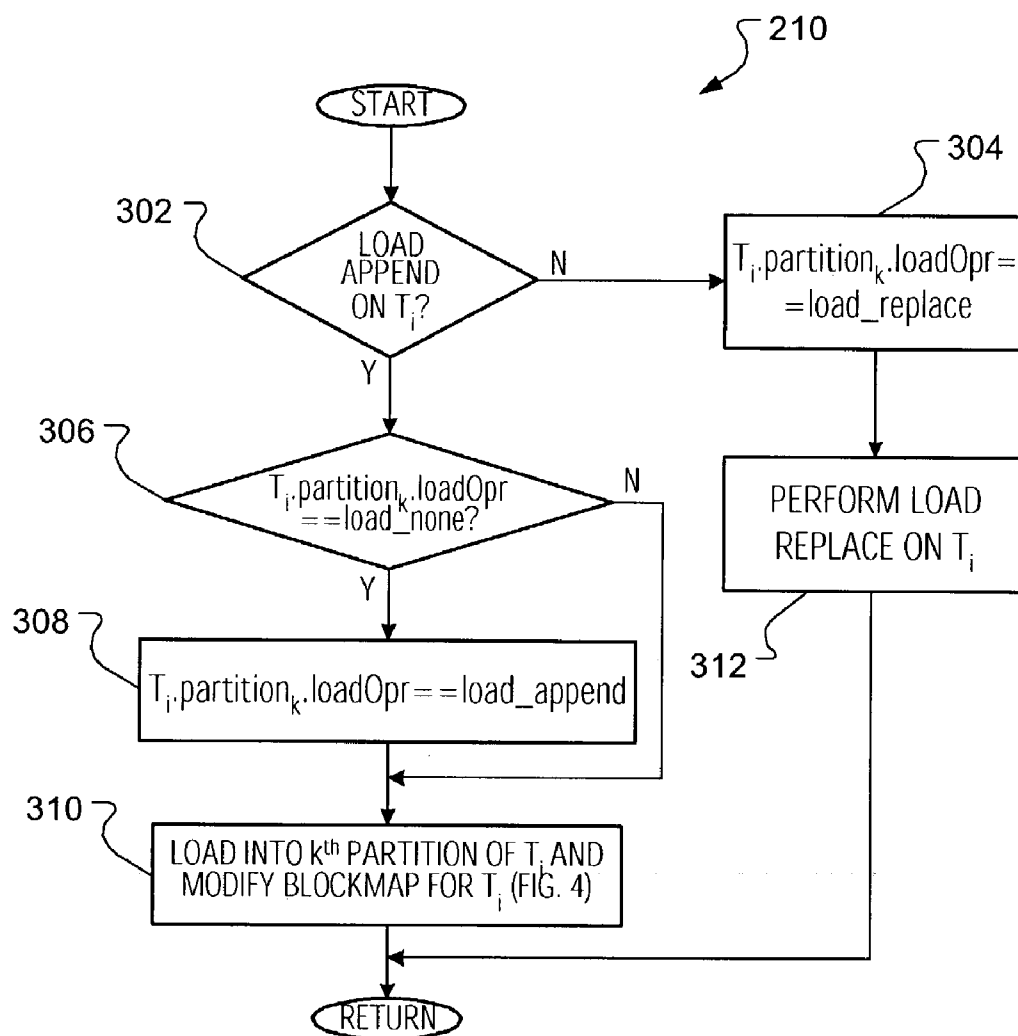 210
START
304
302
LOAD
APPEND
ON Ti?
N
Ti.partitionk.loadOpr=
=load_replace
Y
306
Ti.partitionk.loadOpr
==load_none?
N
PERFORM LOAD
REPLACE ON Ti
Y
308
312
Ti.partitionk.loadOpr==load_append
310
LOAD INTO kth PARTITION OF Ti AND
MODIFY BLOCKMAP FOR Ti (FIG. 4)
RETURN